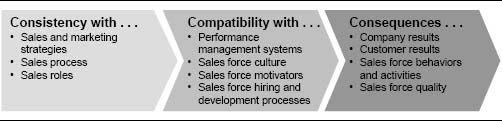 Consistency with . . .
• Sales and marketing
strategies
• Sales process
• Sales roles
Compatibility with . . .
• Performance
management systems
• Sales force culture
• Sales force motivators
• Sales force hiring and
development processes
Consequences . . .
• Company results
• Customer results
• Sales force behaviors
and activities
• Sales force quality